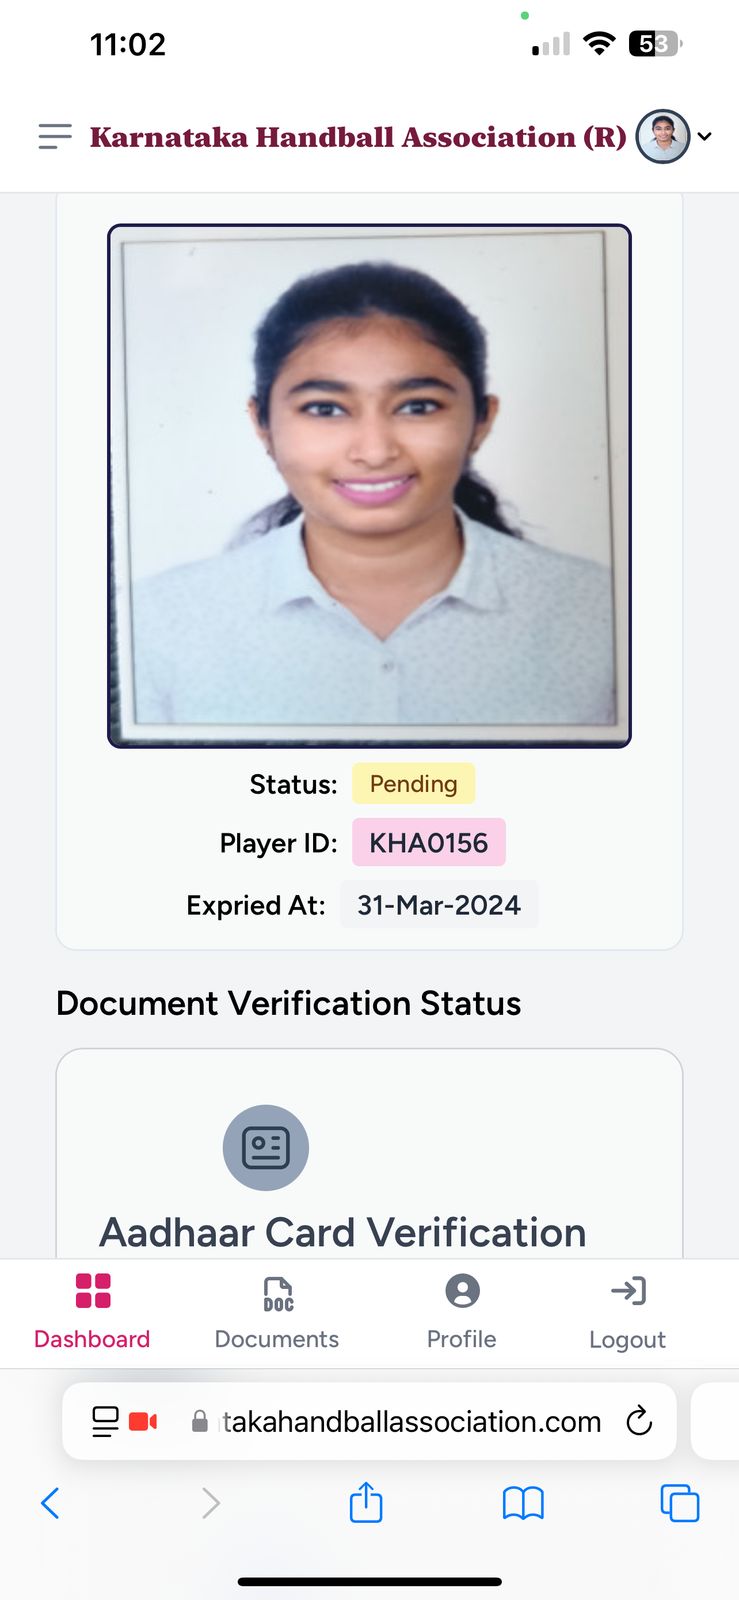 11:02
53
Karnataka Handball Association (R)
Status: Pending
Player ID: KHA0156
Expried At: 31-Mar-2024
Document Verification Status
Aadhaar Card Verification
DOC
Dashboard Documents Profile Logout
takahandballassociation.com